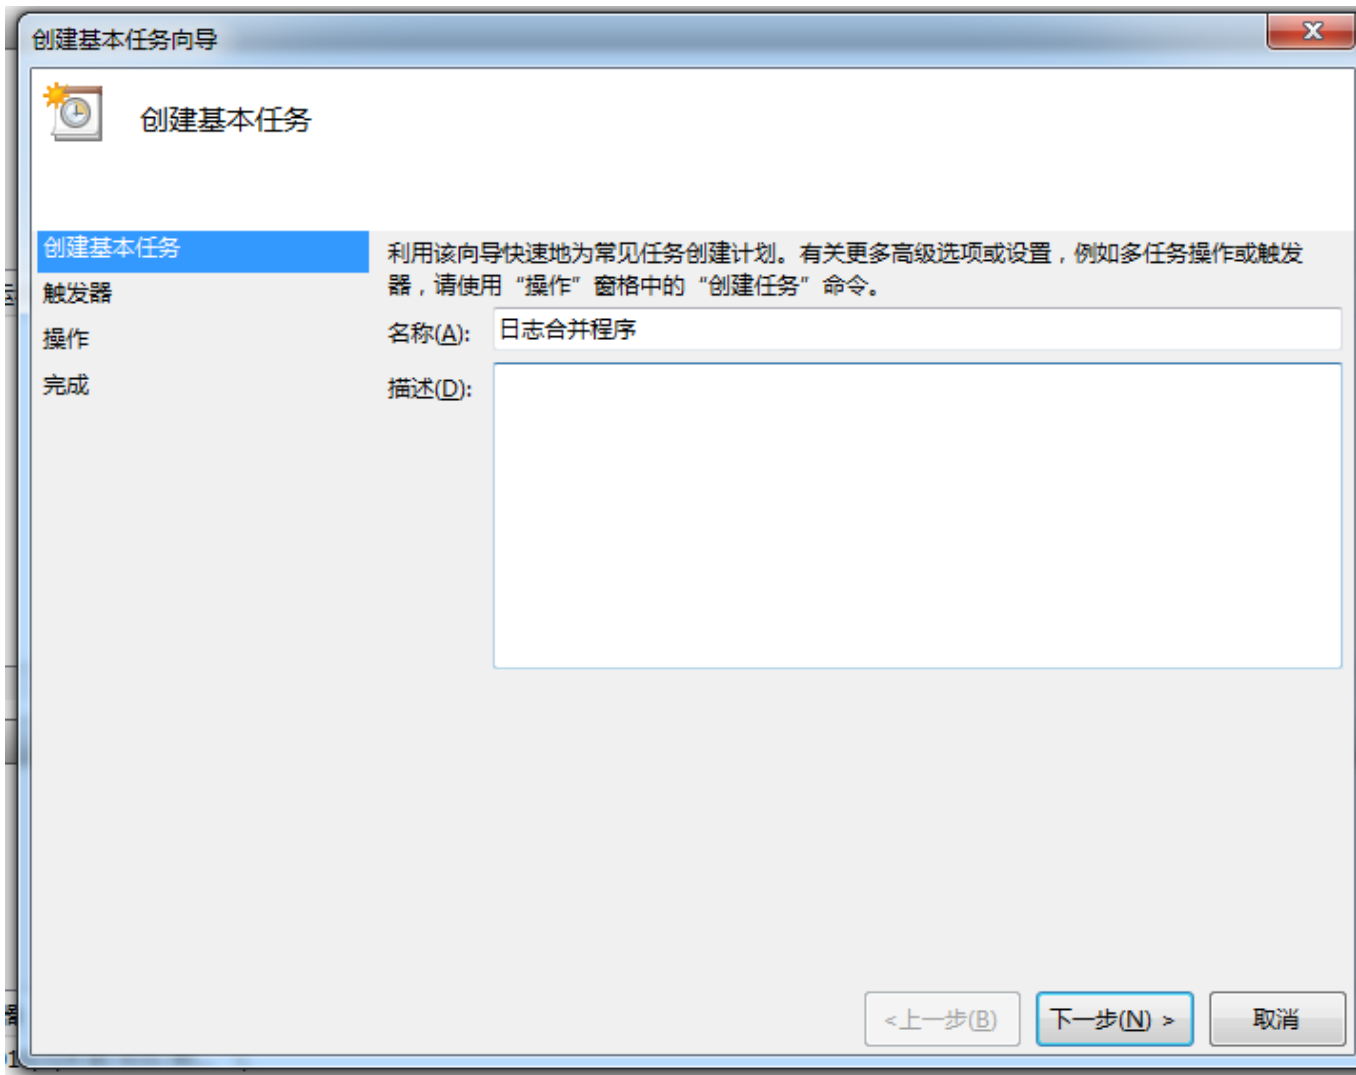 创建基本任务向导
创建基本任务
创建基本任务
触发器
操作
完成
利用该向导快速地为常见任务创建计划。有关更多高级选项或设置，例如多任务操作或触发
器，请使用“操作”窗格中的“创建任务”命令。
名称(A):
日志合并程序
描述(D):
<上一步(B)
下一步(N) >
取消